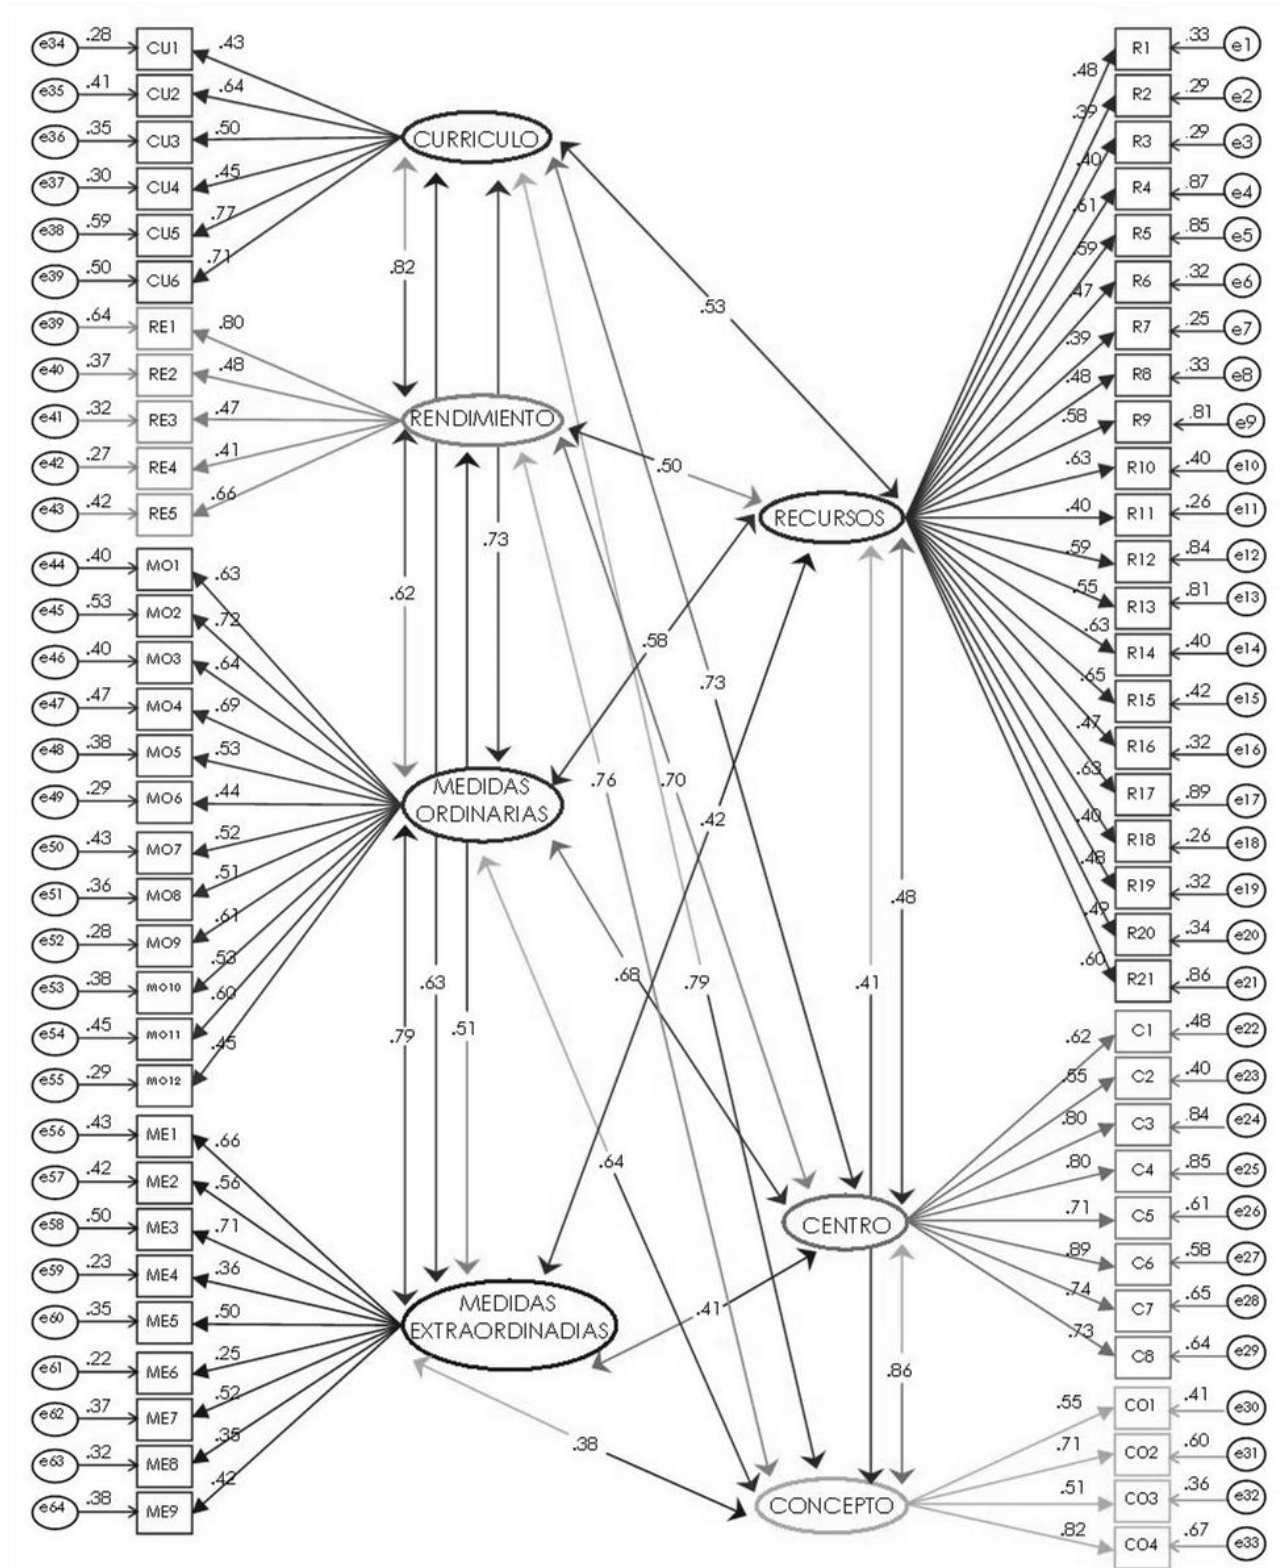 e34 .28 CU1 .43
e35 .41 CU2 .64
e36 .35 CU3 .50
e37 .30 CU4 .45
e38 .59 CU5 .77
e39 .50 CU6 .71
e39 .64 RE1 .80
e40 .37 RE2 .48
e41 .32 RE3 .47
e42 .27 RE4 .41
e43 .42 RE5 .66
e44 .40 MO1 .63
e45 .53 MO2 .72
e46 .40 MO3 .64
e47 .47 MO4 .69
e48 .38 MO5 .53
e49 .29 MO6 .44
e50 .43 MO7 .52
e51 .36 MO8 .51
e52 .28 MO9 .61
e53 .38 MO10 .53
e54 .45 MO11 .60
e55 .29 MO12 .45
e56 .43 ME1 .66
e57 .42 ME2 .56
e58 .50 ME3 .71
e59 .23 ME4 .36
e60 .35 ME5 .50
e61 .22 ME6 .25
e62 .37 ME7 .52
e63 .32 ME8 .35
e64 .38 ME9 .42
CURRICULO
.82
.53
RENDIMIENTO
.50
.73
.62
RECURSOS
.58
.73
MEDIDAS
ORDINARIAS
.76
.70
.42
.48
.68
.63
.79
.41
.51
.79
.64
CENTRO
MEDIDAS
EXTRAORDINADIAS
.41
.86
.38
CONCEPTO
.48 R1 .33 e1
.39 R2 .29 e2
.40 R3 .29 e3
.61 R4 .87 e4
.59 R5 .85 e5
.47 R6 .32 e6
.39 R7 .25 e7
.48 R8 .33 e8
.58 R9 .81 e9
.63 R10 .40 e10
.40 R11 .26 e11
.59 R12 .84 e12
.55 R13 .81 e13
.63 R14 .40 e14
.65 R15 .42 e15
.47 R16 .32 e16
.63 R17 .89 e17
.40 R18 .26 e18
.48 R19 .32 e19
.49 R20 .34 e20
.60 R21 .86 e21
.62 C1 .48 e22
.55 C2 .40 e23
.80 C3 .84 e24
.80 C4 .85 e25
.71 C5 .61 e26
.89 C6 .58 e27
.74 C7 .65 e28
.73 C8 .64 e29
.55 CO1 .41 e30
.71 CO2 .60 e31
.51 CO3 .36 e32
.82 CO4 .67 e33